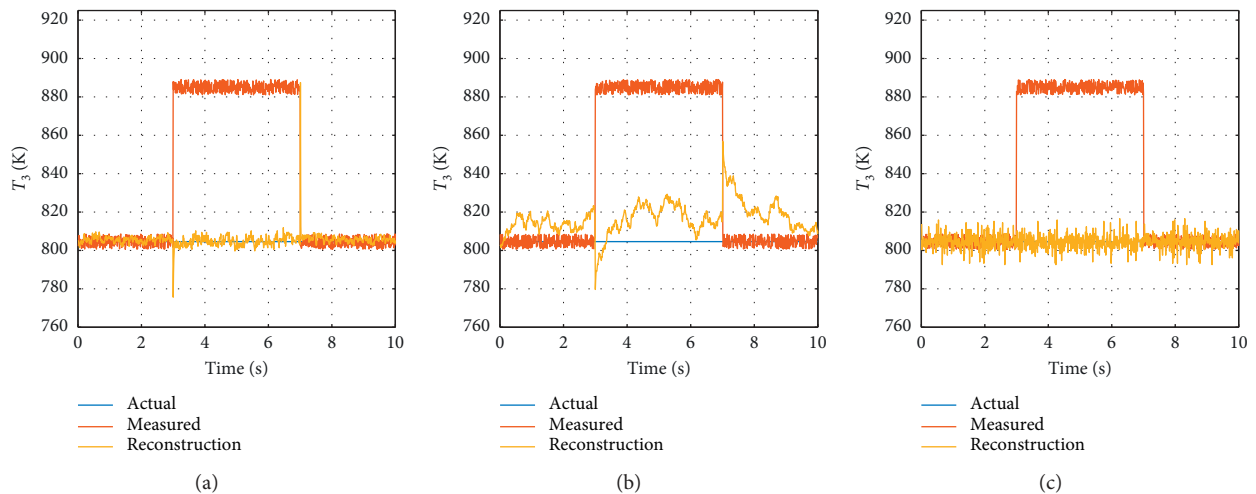 920
900
880
860
840
820
800
780
760
T3 (K)
0 2 4 6 8 10
Time (s)
Actual
Measured
Reconstruction
(a)
920
900
880
860
840
820
800
780
760
T3 (K)
0 2 4 6 8 10
Time (s)
Actual
Measured
Reconstruction
(b)
920
900
880
860
840
820
800
780
760
T3 (K)
0 2 4 6 8 10
Time (s)
Actual
Measured
Reconstruction
(c)